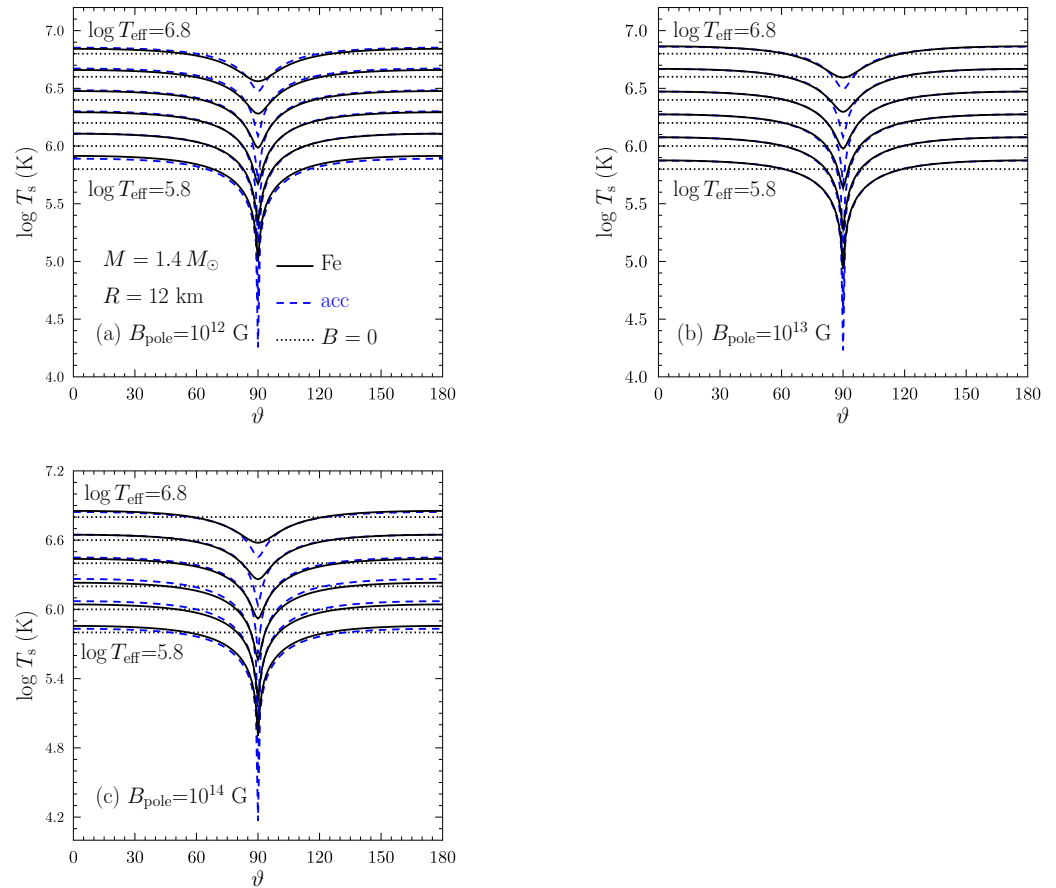 7.0
6.5
6.0
5.5
5.0
4.5
4.0
log T_s (K)
log T_eff=6.8
log T_eff=5.8
M = 1.4 M_⊙
R = 12 km
(a) B_pole=10^12 G
Fe
acc
B = 0
0 30 60 90 120 150 180
ϑ
7.0
6.5
6.0
5.5
5.0
4.5
4.0
log T_s (K)
log T_eff=6.8
log T_eff=5.8
(b) B_pole=10^13 G
0 30 60 90 120 150 180
ϑ
7.2
6.6
6.0
5.4
4.8
4.2
log T_s (K)
log T_eff=6.8
log T_eff=5.8
(c) B_pole=10^14 G
0 30 60 90 120 150 180
ϑ